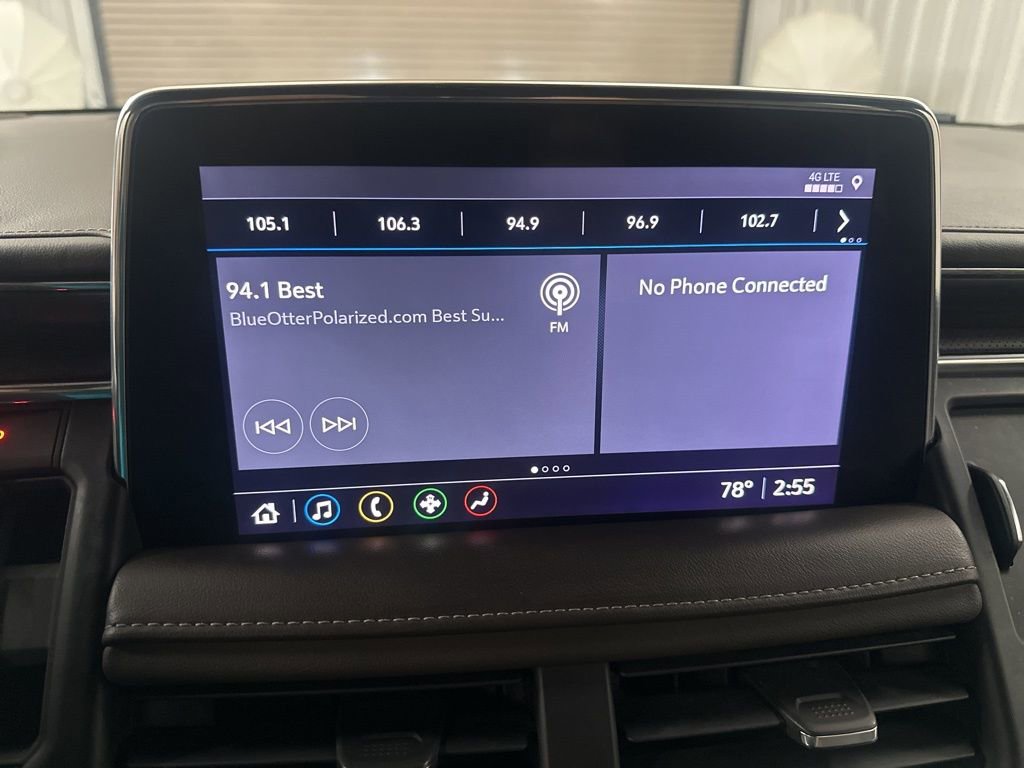 4G LTE
105.1 106.3 94.9 96.9 102.7
94.1 Best
BlueOtterPolarized.com Best Su...
FM
No Phone Connected
78° 2:55